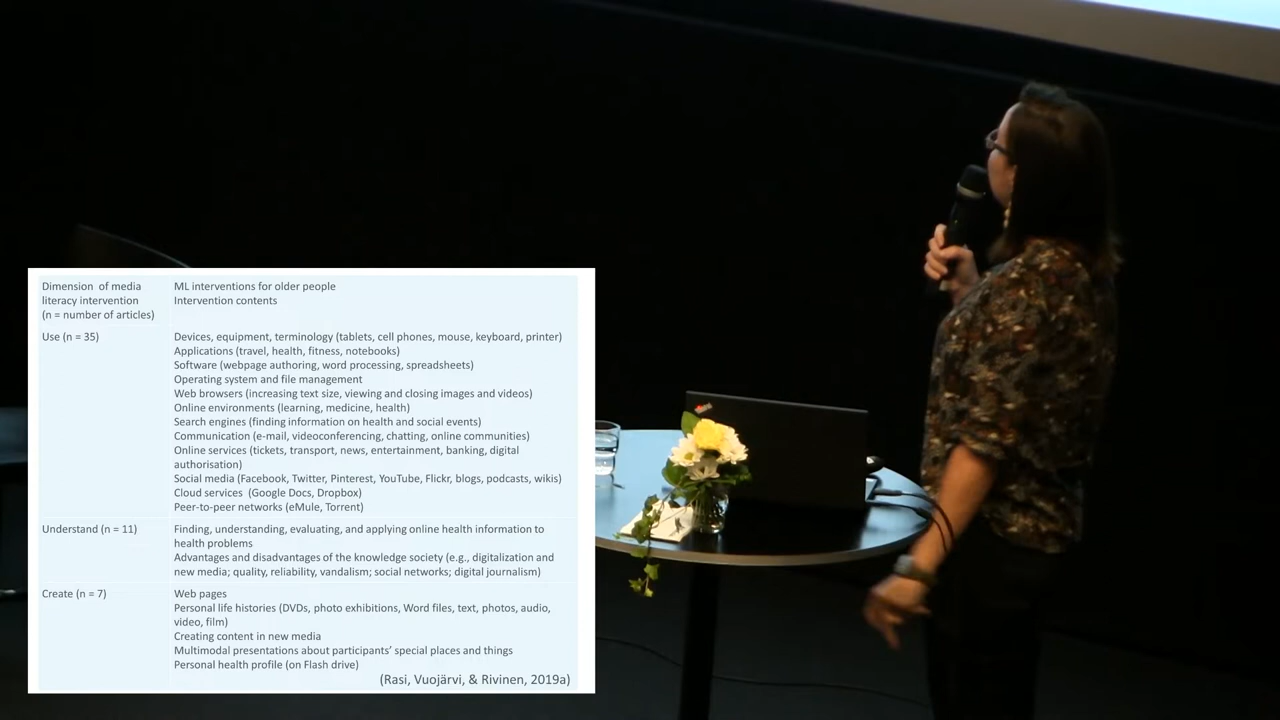 Dimension of media
literacy intervention
(n = number of articles)
ML interventions for older people
Intervention contents
Use (n = 35)
Devices, equipment, terminology (tablets, cell phones, mouse, keyboard, printer)
Applications (travel, health, fitness, notebooks)
Software (webpage authoring, word processing, spreadsheets)
Operating system and file management
Web browsers (increasing text size, viewing and closing images and videos)
Online environments (learning, medicine, health)
Search engines (finding information on health and social events)
Communication (e-mail, videoconferencing, chatting, online communities)
Online services (tickets, transport, news, entertainment, banking, digital
authorisation)
Social media (Facebook, Twitter, Pinterest, YouTube, Flickr, blogs, podcasts, wikis)
Cloud services (Google Docs, Dropbox)
Peer-to-peer networks (eMule, Torrent)
Understand (n = 11)
Finding, understanding, evaluating, and applying online health information to
health problems
Advantages and disadvantages of the knowledge society (e.g., digitalization and
new media; quality, reliability, vandalism; social networks; digital journalism)
Create (n = 7)
Web pages
Personal life histories (DVDs, photo exhibitions, Word files, text, photos, audio,
video, film)
Creating content in new media
Multimodal presentations about participants' special places and things
Personal health profile (on Flash drive)
(Rasi, Vuojärvi, & Rivinen, 2019a)